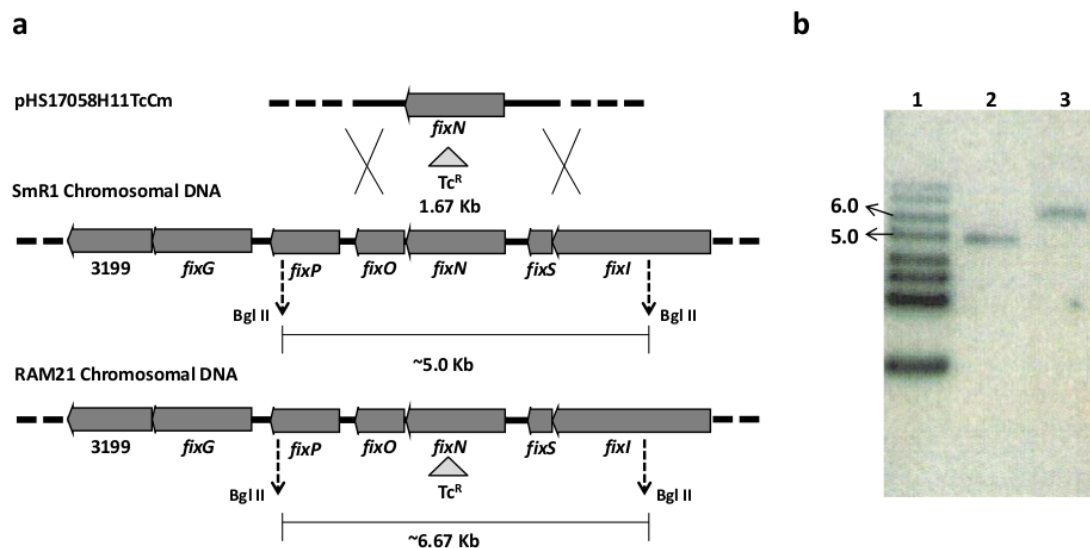 a
pHS17058H11TcCm
fixN
Tc^R
1.67 Kb
SmR1 Chromosomal DNA
3199 fixG fixP fixO fixN fixS fixI
Bgl II Bgl II
~5.0 Kb
RAM21 Chromosomal DNA
3199 fixG fixP fixO fixN fixS fixI
Tc^R
Bgl II Bgl II
~6.67 Kb
b
1 2 3
6.0
5.0